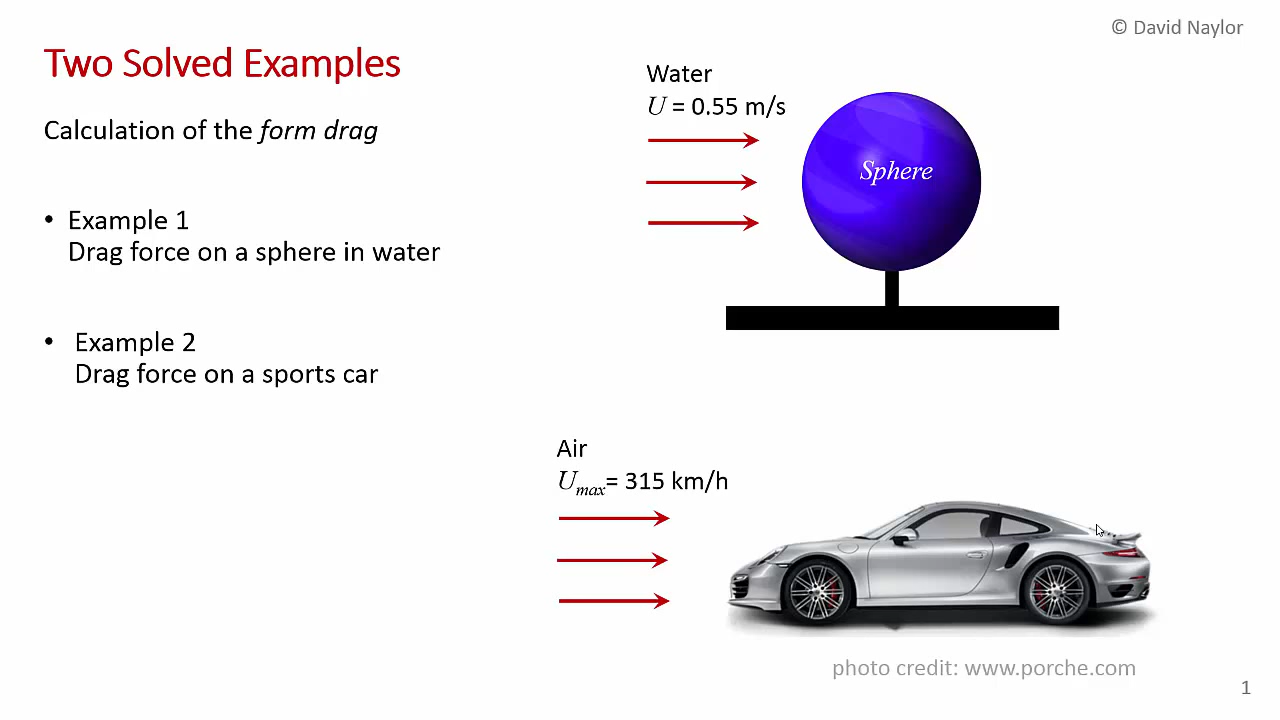 © David Naylor
Two Solved Examples
Calculation of the form drag
• Example 1
Drag force on a sphere in water
• Example 2
Drag force on a sports car
Water
U = 0.55 m/s
Sphere
Air
Umax= 315 km/h
photo credit: www.porche.com
1